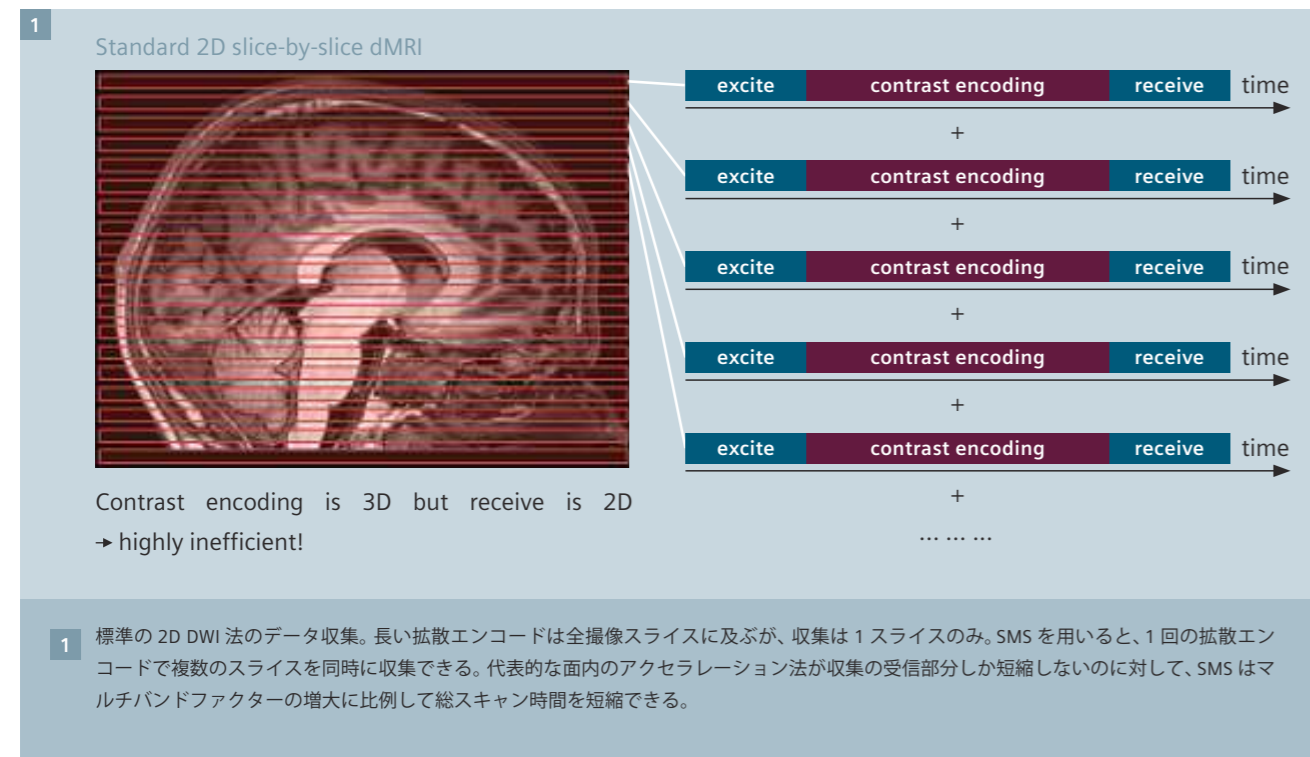 1
Standard 2D slice-by-slice dMRI
excite contrast encoding receive time
+
excite contrast encoding receive time
+
excite contrast encoding receive time
+
excite contrast encoding receive time
+
excite contrast encoding receive time
+
... ... ...
Contrast encoding is 3D but receive is 2D
→ highly inefficient!
1 標準の 2D DWI 法のデータ収集。長い拡散エンコードは全撮像スライスに及ぶが、収集は 1 スライスのみ。SMS を用いると、1 回の拡散エン
コードで複数のスライスを同時に収集できる。代表的な面内のアクセラレーション法が収集の受信部分しか短縮しないのに対して、SMS はマ
ルチバンドファクターの増大に比例して総スキャン時間を短縮できる。